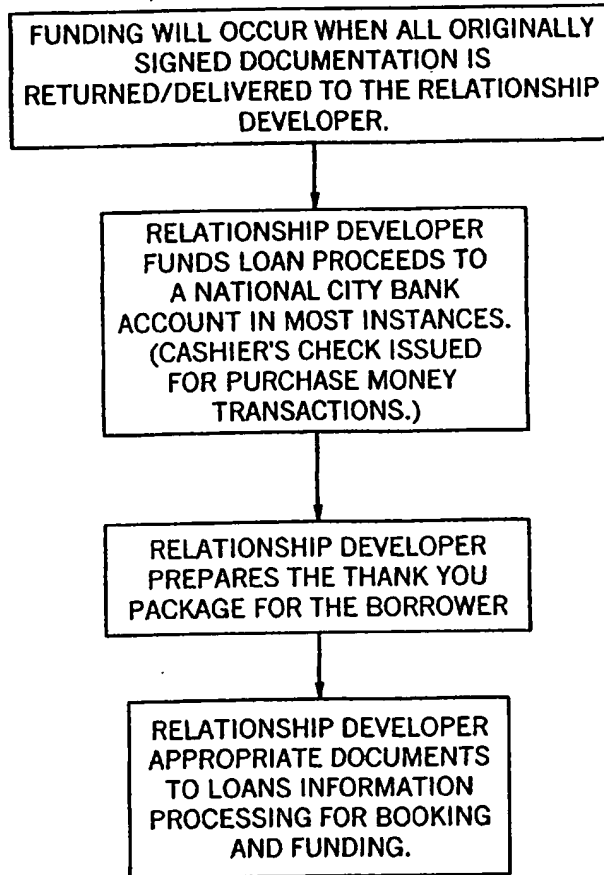 FUNDING WILL OCCUR WHEN ALL ORIGINALLY
SIGNED DOCUMENTATION IS
RETURNED/DELIVERED TO THE RELATIONSHIP
DEVELOPER.
RELATIONSHIP DEVELOPER
FUNDS LOAN PROCEEDS TO
A NATIONAL CITY BANK
ACCOUNT IN MOST INSTANCES.
(CASHIER'S CHECK ISSUED
FOR PURCHASE MONEY
TRANSACTIONS.)
RELATIONSHIP DEVELOPER
PREPARES THE THANK YOU
PACKAGE FOR THE BORROWER
RELATIONSHIP DEVELOPER
APPROPRIATE DOCUMENTS
TO LOANS INFORMATION
PROCESSING FOR BOOKING
AND FUNDING.